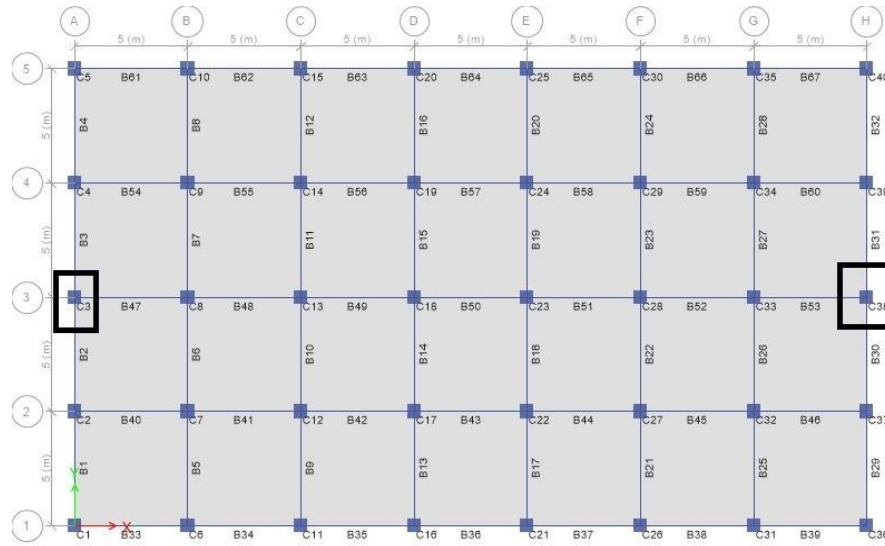 A B C D E F G H
5 (m) 5 (m) 5 (m) 5 (m) 5 (m) 5 (m) 5 (m)
5
C5 B61 C10 B62 C15 B63 C20 B64 C25 B65 C30 B66 C35 B67 C40
5 (m) B4 B8 B12 B16 B20 B24 B28 B32
4
C4 B54 C9 B55 C14 B56 C19 B57 C24 B58 C29 B59 C34 B60 C39
5 (m) B3 B7 B11 B15 B19 B23 B27 B31
3
C3 B47 C8 B48 C13 B49 C18 B50 C23 B51 C28 B52 C33 B53 C38
5 (m) B2 B6 B10 B14 B18 B22 B26 B30
2
C2 B40 C7 B41 C12 B42 C17 B43 C22 B44 C27 B45 C32 B46 C37
5 (m) B1 B5 B9 B13 B17 B21 B25 B29
Y
1 X
C1 B33 C6 B34 C11 B35 C16 B36 C21 B37 C26 B38 C31 B39 C36